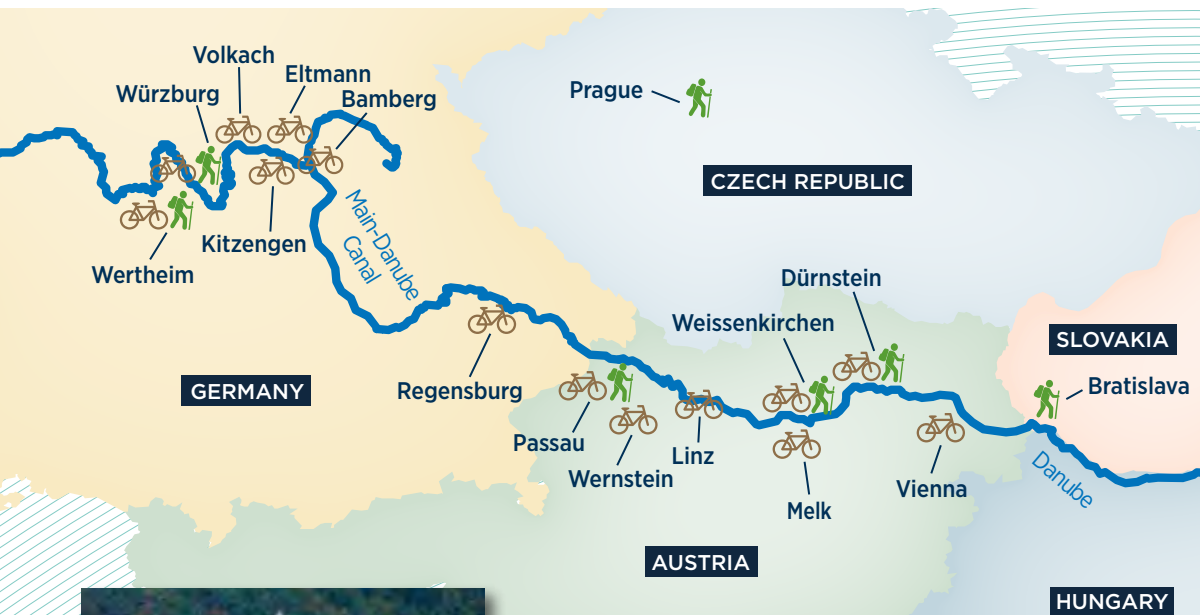 Volkach
Eltmann
Würzburg
Bamberg
Prague
CZECH REPUBLIC
Kitzengen
Wertheim
Main-Danube
Canal
Dürnstein
Weissenkirchen
SLOVAKIA
Bratislava
GERMANY
Regensburg
Passau
Wernstein
Linz
Melk
Vienna
Danube
AUSTRIA
HUNGARY